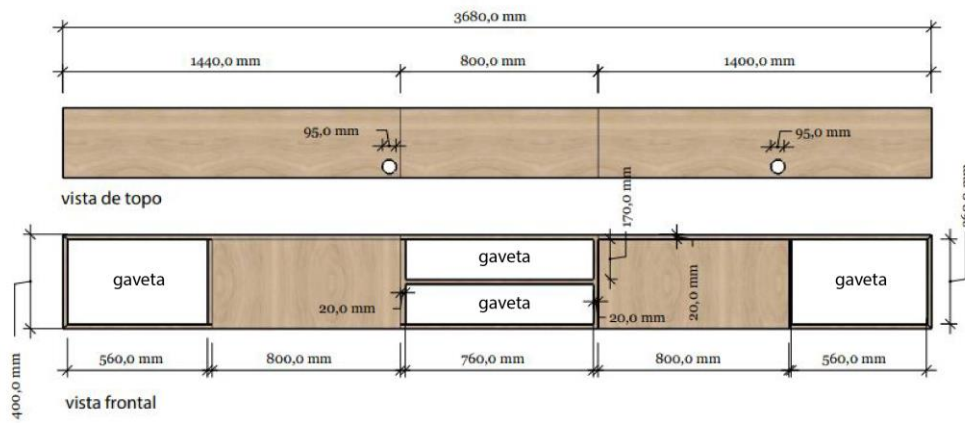 3680,0 mm
1440,0 mm
800,0 mm
1400,0 mm
95,0 mm
95,0 mm
vista de topo
170,0 mm
gaveta
gaveta
gaveta
gaveta
20,0 mm
20,0 mm
20,0 mm
400,0 mm
560,0 mm
800,0 mm
760,0 mm
800,0 mm
560,0 mm
vista frontal